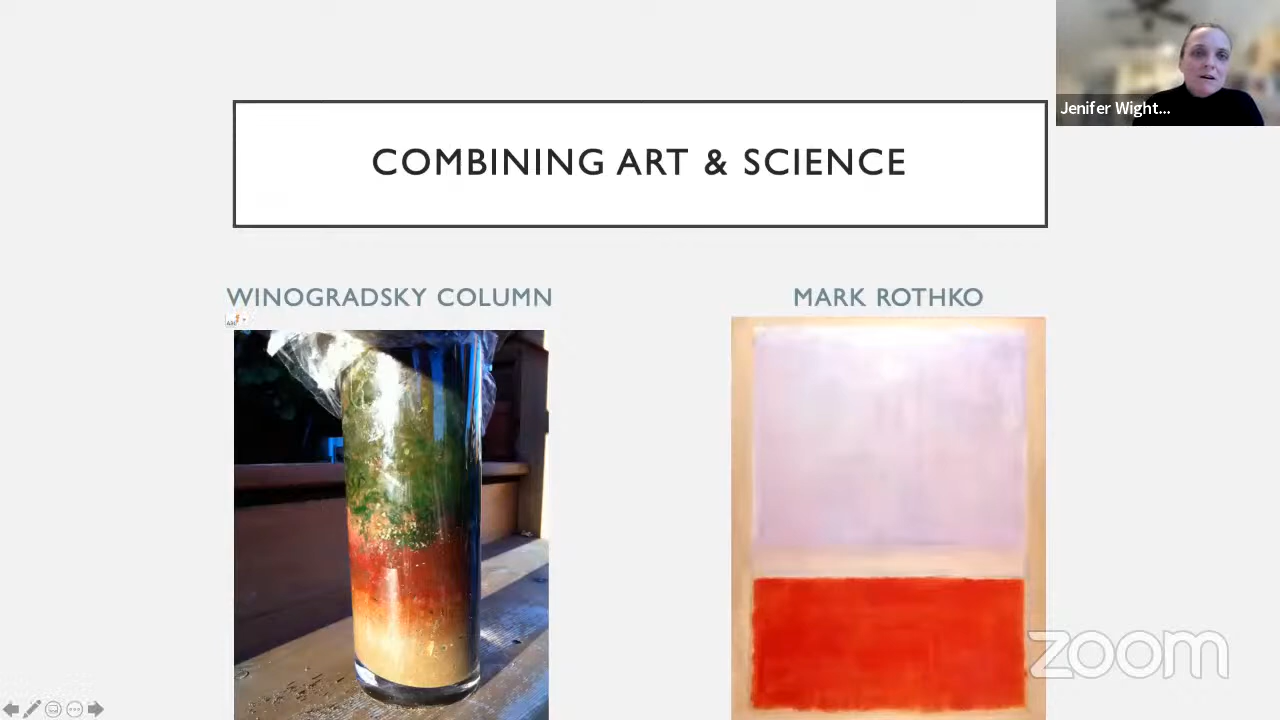 COMBINING ART & SCIENCE
Jenifer Wight...
WINOGRADSKY COLUMN
MARK ROTHKO
zoom